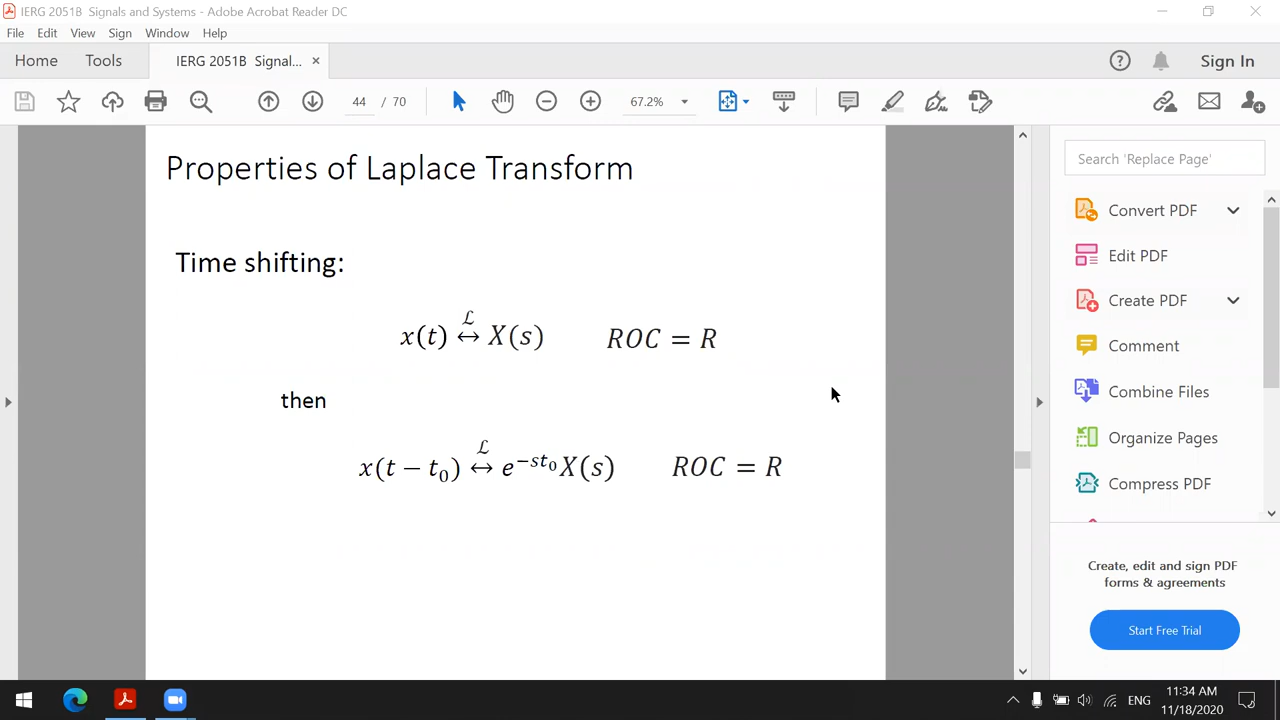 IERG 2051B Signals and Systems - Adobe Acrobat Reader DC
File Edit View Sign Window Help
Home Tools IERG 2051B Signal... × Sign In
44 / 70 67.2%
Properties of Laplace Transform
Time shifting:
x(t) ℒ↔ X(s) ROC = R
then
x(t − t₀) ℒ↔ e^{−st₀}X(s) ROC = R
Search 'Replace Page'
Convert PDF
Edit PDF
Create PDF
Comment
Combine Files
Organize Pages
Compress PDF
Create, edit and sign PDF
forms & agreements
Start Free Trial
ENG
11:34 AM
11/18/2020